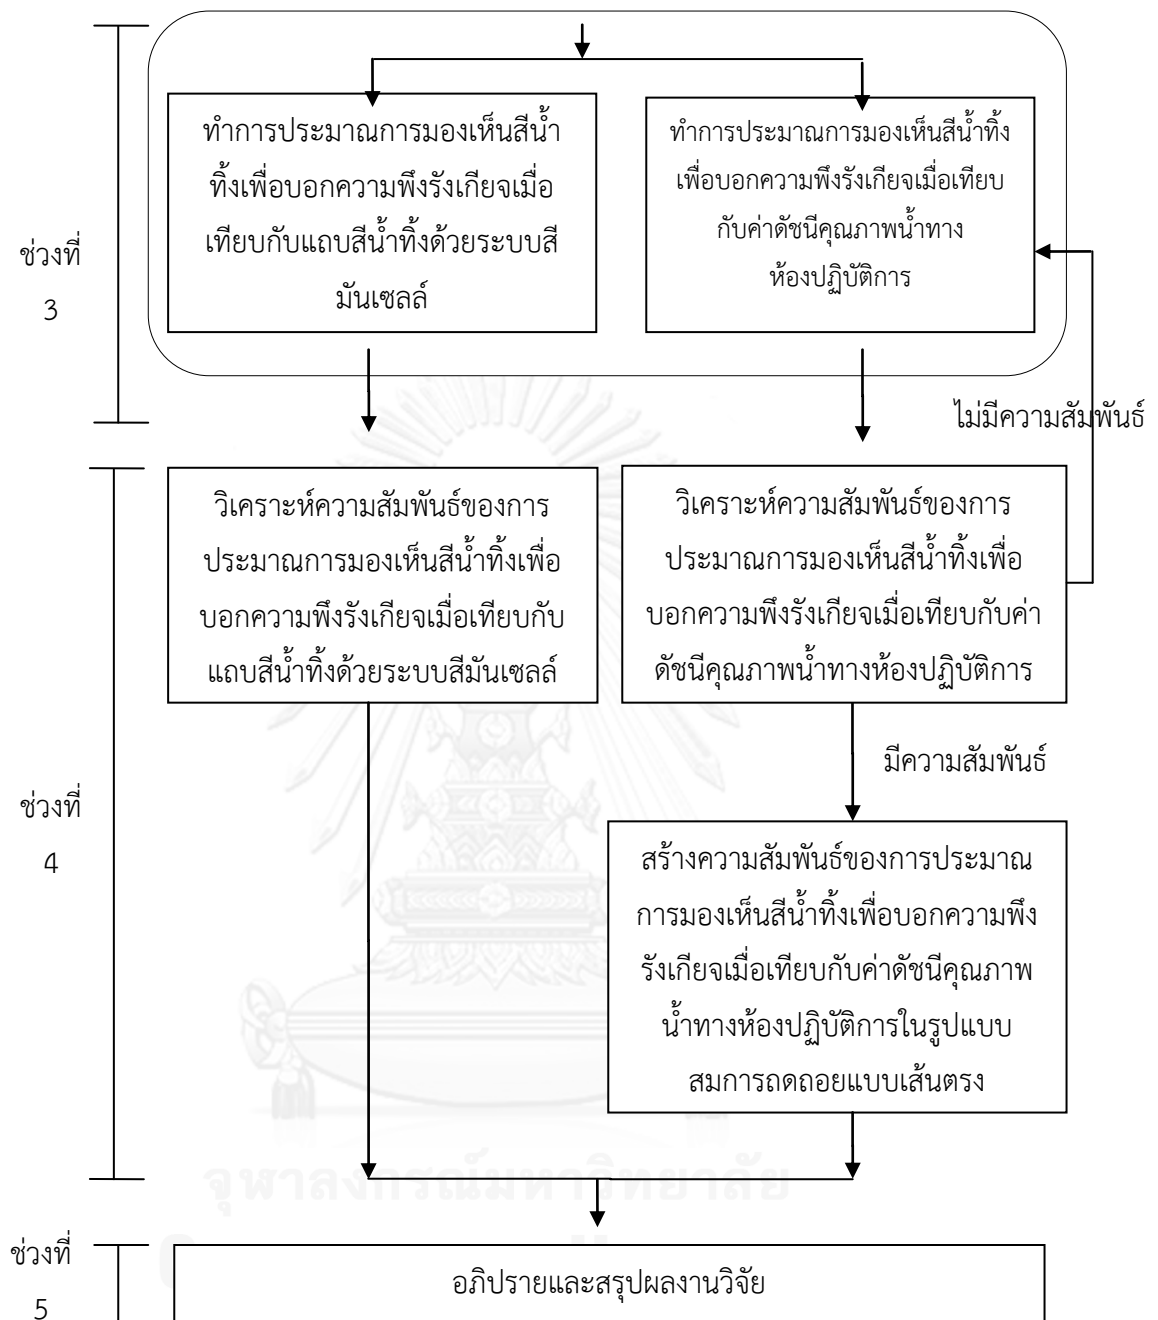 ช่วงที่
3
ทำการประมาณการมองเห็นสีน้ำ
ทิ้งเพื่อบอกความพึงรังเกียจเมื่อ
เทียบกับแถบสีน้ำทิ้งด้วยระบบสี
มันเซลล์
ทำการประมาณการมองเห็นสีน้ำทิ้ง
เพื่อบอกความพึงรังเกียจเมื่อเทียบ
กับค่าดัชนีคุณภาพน้ำทาง
ห้องปฏิบัติการ
ไม่มีความสัมพันธ์
ช่วงที่
4
วิเคราะห์ความสัมพันธ์ของการ
ประมาณการมองเห็นสีน้ำทิ้งเพื่อ
บอกความพึงรังเกียจเมื่อเทียบกับ
แถบสีน้ำทิ้งด้วยระบบสีมันเซลล์
วิเคราะห์ความสัมพันธ์ของการ
ประมาณการมองเห็นสีน้ำทิ้งเพื่อ
บอกความพึงรังเกียจเมื่อเทียบกับค่า
ดัชนีคุณภาพน้ำทางห้องปฏิบัติการ
มีความสัมพันธ์
สร้างความสัมพันธ์ของการประมาณ
การมองเห็นสีน้ำทิ้งเพื่อบอกความพึง
รังเกียจเมื่อเทียบกับค่าดัชนีคุณภาพ
น้ำทางห้องปฏิบัติการในรูปแบบ
สมการถดถอยแบบเส้นตรง
จุฬาลงกรณ์มหาวิทยาลัย
ช่วงที่
5
อภิปรายและสรุปผลงานวิจัย